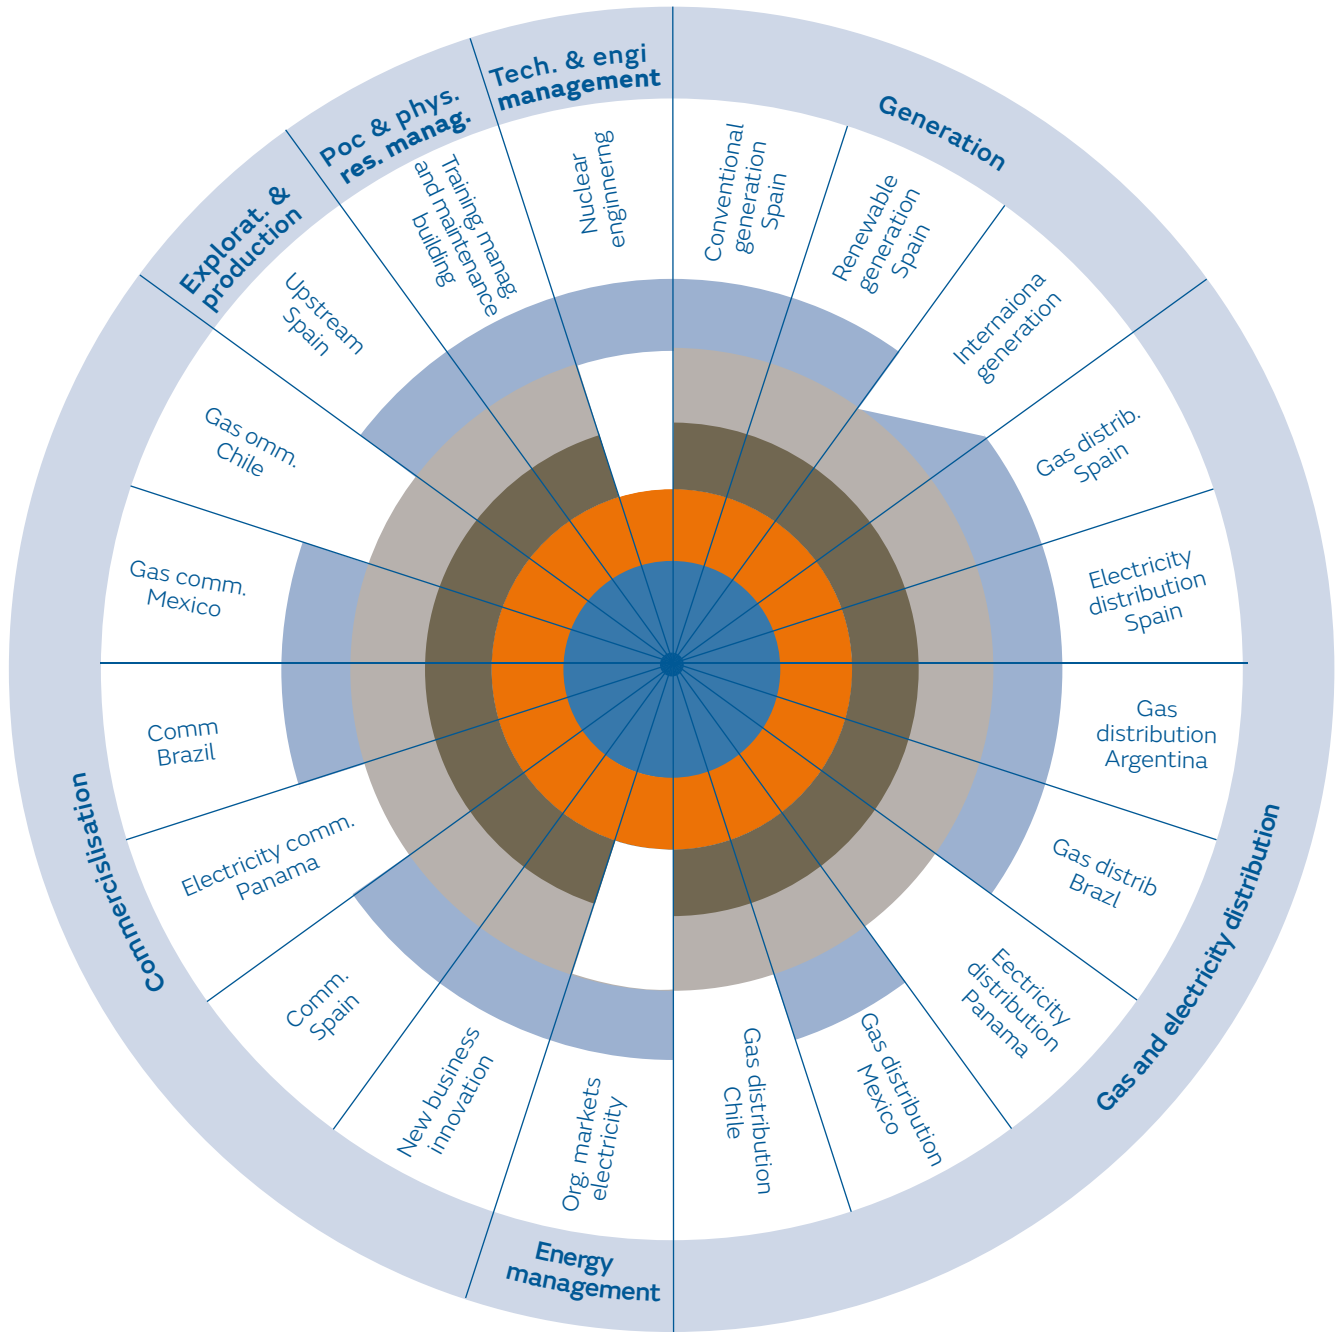 Tech. & engi
management
Generation
Gas and electricity distribution
Energy
management
Commercislisation
Explorat. &
production
Poc & phys.
res. manag.
Conventional
generation
Spain
Renewable
generation
Spain
Internaiona
generation
Gas distrib.
Spain
Electricity
distribution
Spain
Gas
distribution
Argentina
Gas distrib
Brazl
Eectricity
distribution
Panama
Gas distribution
Mexico
Gas distribution
Chile
Org. markets
electricity
New business
innovation
Comm.
Spain
Electricity comm.
Panama
Comm
Brazil
Gas comm.
Mexico
Gas omm.
Chile
Upstream
Spain
Training, manag.
and maintenance
building
Nuclear
enginnerng